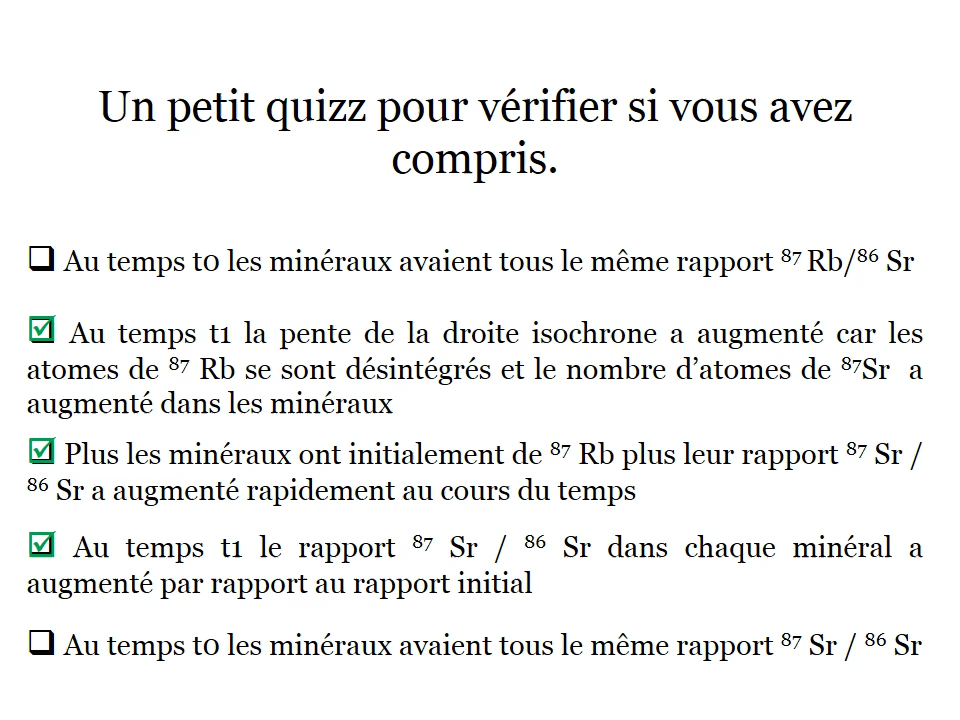 Un petit quizz pour vérifier si vous avez
compris.
❑ Au temps t0 les minéraux avaient tous le même rapport ⁸⁷ Rb/⁸⁶ Sr
☑ Au temps t1 la pente de la droite isochrone a augmenté car les
atomes de ⁸⁷ Rb se sont désintégrés et le nombre d’atomes de ⁸⁷Sr a
augmenté dans les minéraux
☑ Plus les minéraux ont initialement de ⁸⁷ Rb plus leur rapport ⁸⁷ Sr /
⁸⁶ Sr a augmenté rapidement au cours du temps
☑ Au temps t1 le rapport ⁸⁷ Sr / ⁸⁶ Sr dans chaque minéral a
augmenté par rapport au rapport initial
❑ Au temps t0 les minéraux avaient tous le même rapport ⁸⁷ Sr / ⁸⁶ Sr